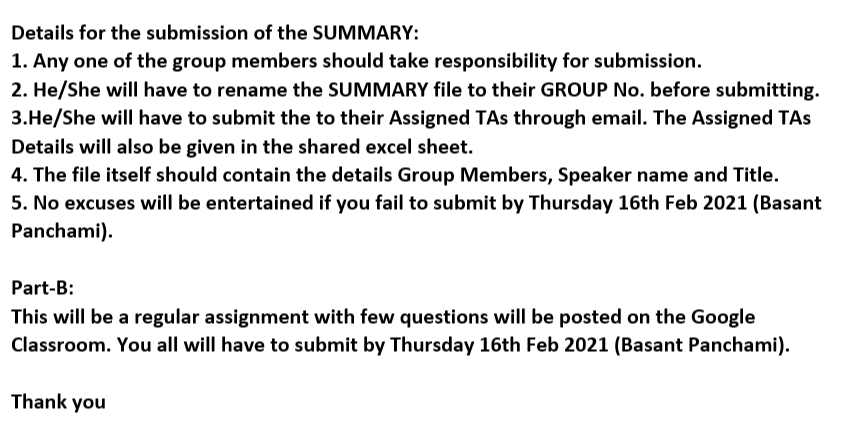 Details for the submission of the SUMMARY:
1. Any one of the group members should take responsibility for submission.
2. He/She will have to rename the SUMMARY file to their GROUP No. before submitting.
3.He/She will have to submit the to their Assigned TAs through email. The Assigned TAs
Details will also be given in the shared excel sheet.
4. The file itself should contain the details Group Members, Speaker name and Title.
5. No excuses will be entertained if you fail to submit by Thursday 16th Feb 2021 (Basant
Panchami).
Part-B:
This will be a regular assignment with few questions will be posted on the Google
Classroom. You all will have to submit by Thursday 16th Feb 2021 (Basant Panchami).
Thank you